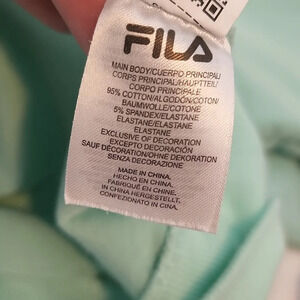 FILA
MAIN BODY/CUERPO PRINCIPAL/
CORPS PRINCIPAL/HAUPTTEIL/
CORPO PRINCIPALE
95% COTTON/ALGODÓN/COTON/
BAUMWOLLE/COTONE
5% SPANDEX/ELASTANO/
ELASTANE/ELASTANE/
ELASTANE
EXCLUSIVE OF DECORATION
EXCEPTO DECORACIÓN
SAUF DÉCORATION/OHNE DEKORATION
SENZA DECORAZIONE
MADE IN CHINA.
HECHO EN CHINA.
FABRIQUÉ EN CHINE.
IN CHINA HERGESTELLT.
CONFEZIONATO IN CINA.